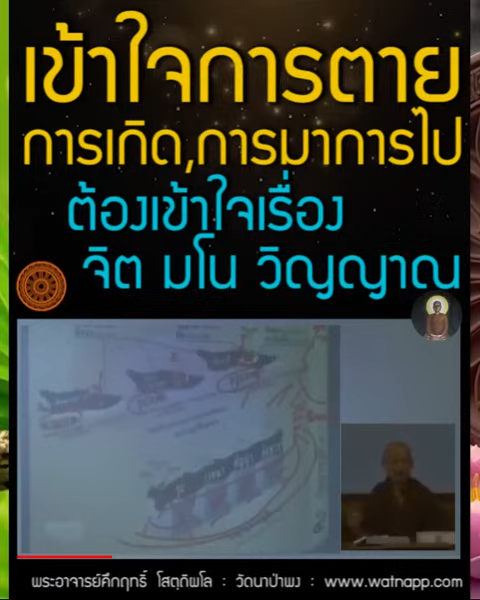 เข้าใจการตาย
การเกิด,การมาการไป
ต้องเข้าใจเรื่อง
จิต มโน วิญญาณ
พระอาจารย์คึกฤทธิ์ โสตฺถิผโล : วัดนาป่าพง : www.watnapp.com